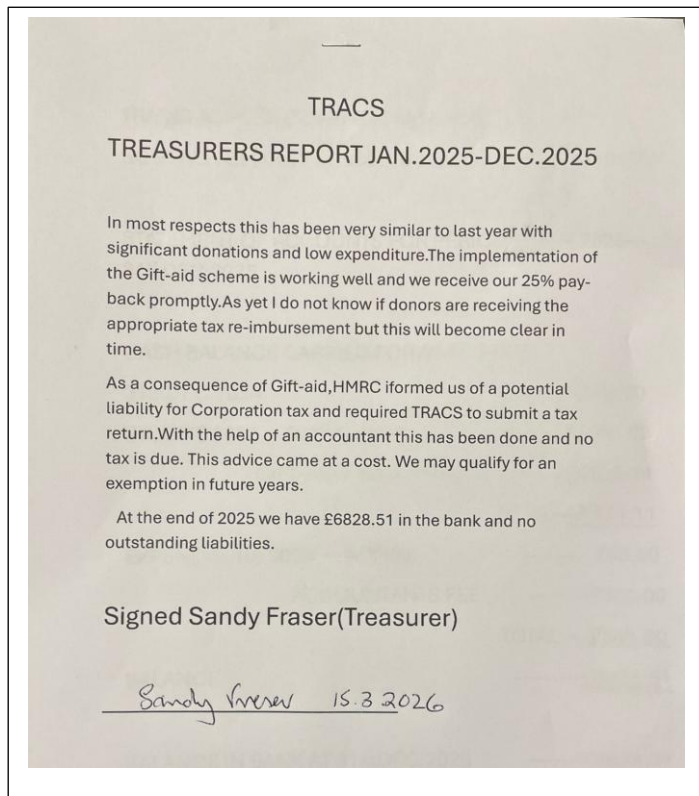 TRACS
TREASURERS REPORT JAN.2025-DEC.2025
In most respects this has been very similar to last year with
significant donations and low expenditure.The implementation of
the Gift-aid scheme is working well and we receive our 25% pay-
back promptly.As yet I do not know if donors are receiving the
appropriate tax re-imbursement but this will become clear in
time.
As a consequence of Gift-aid,HMRC iformed us of a potential
liability for Corporation tax and required TRACS to submit a tax
return.With the help of an accountant this has been done and no
tax is due. This advice came at a cost. We may qualify for an
exemption in future years.
At the end of 2025 we have £6828.51 in the bank and no
outstanding liabilities.
Signed Sandy Fraser(Treasurer)
Sandy Fraser 15.3 2026